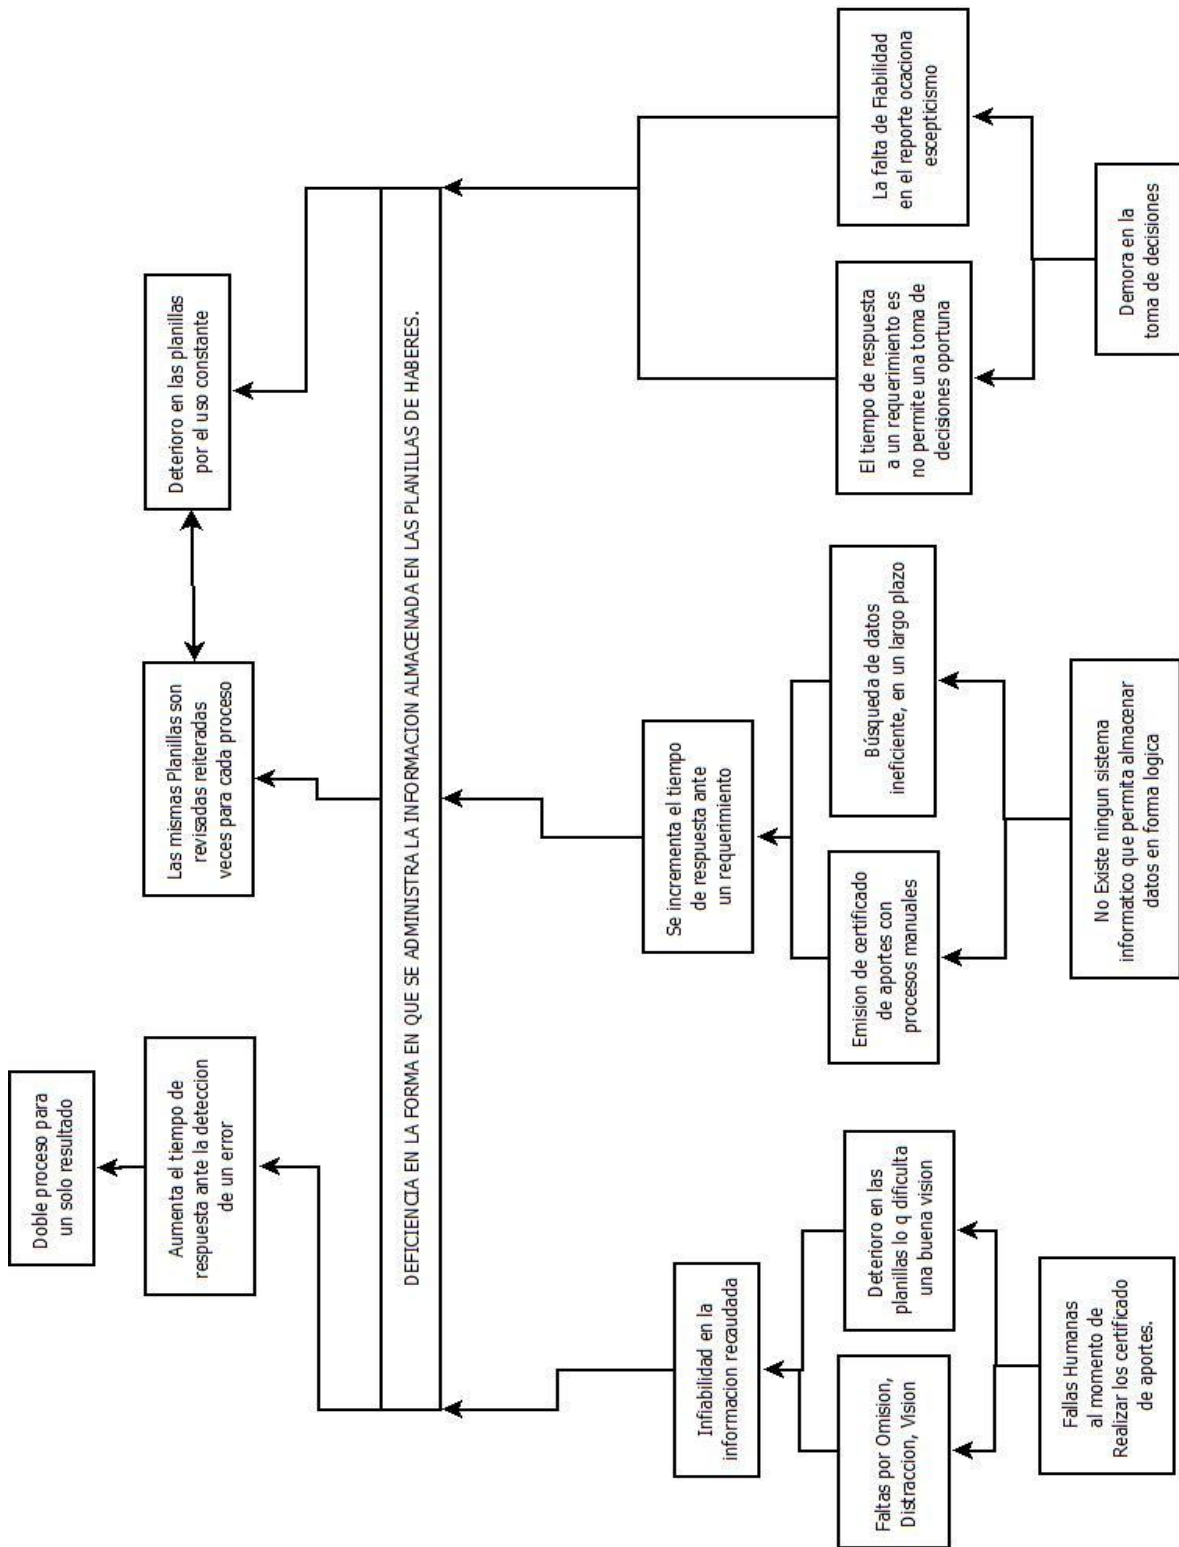 Doble proceso para
un solo resultado
Aumenta el tiempo de
respuesta ante la deteccion
de un error
Las mismas Planillas son
revisadas reiteradas
veces para cada proceso
Deterioro en las planillas
por el uso constante
DEFICIENCIA EN LA FORMA EN QUE SE ADMINISTRA LA INFORMACION ALMACENADA EN LAS PLANILLAS DE HABERES.
Infiabilidad en la
informacion recaudada
Se incrementa el tiempo
de respuesta ante
un requerimiento
Faltas por Omision,
Distraccion, Vision
Deterioro en las
planillas lo q dificulta
una buena vision
Emision de certificado
de aportes con
procesos manuales
Búsqueda de datos
ineficiente, en un largo plazo
El tiempo de respuesta
a un requerimiento es
no permite una toma de
decisiones oportuna
La falta de Fiabilidad
en el reporte ocaciona
escepticismo
Fallas Humanas
al momento de
Realizar los certificado
de aportes.
No Existe ningun sistema
informatico que permita almacenar
datos en forma logica
Demora en la
toma de decisiones